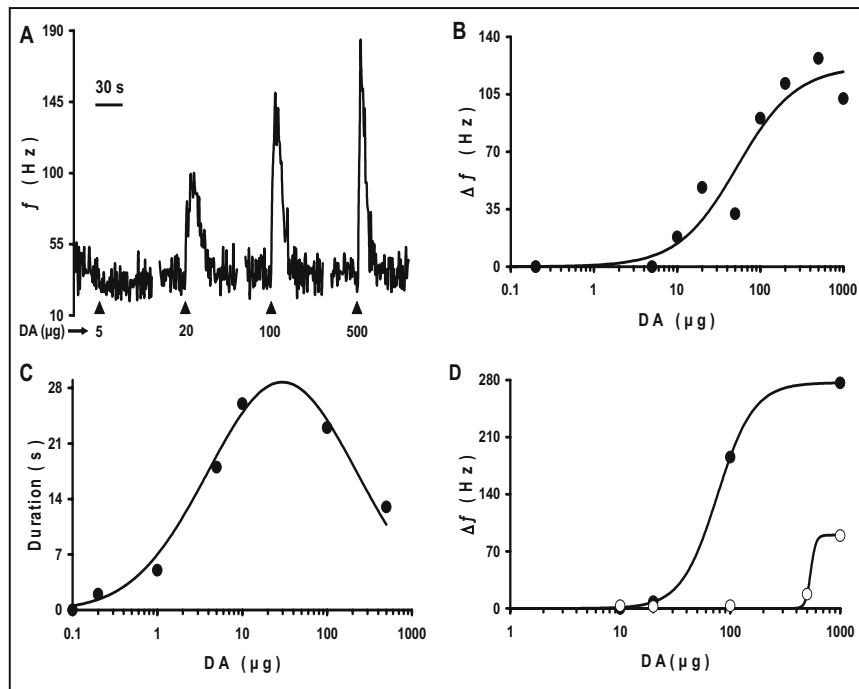 A
190
145
100
55
10
f (Hz)
30 s
DA (µg) → 5 20 100 500
B
140
105
70
35
0
Δf (Hz)
0.1 1 10 100 1000
DA (µg)
C
28
21
14
7
0
Duration (s)
0.1 1 10 100 1000
DA (µg)
D
280
210
140
70
0
Δf (Hz)
1 10 100 1000
DA (µg)